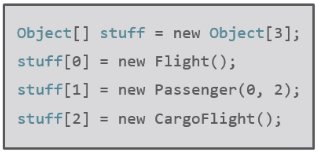 Object[] stuff = new Object[3];
stuff[0] = new Flight();
stuff[1] = new Passenger(0, 2);
stuff[2] = new CargoFlight();